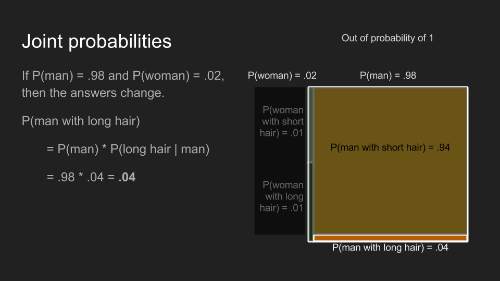 Joint probabilities
Out of probability of 1
If P(man) = .98 and P(woman) = .02,
then the answers change.
P(man with long hair)
= P(man) * P(long hair | man)
= .98 * .04 = .04
P(woman) = .02
P(man) = .98
P(woman
with short
hair) = .01
P(man with short hair) = .94
P(woman
with long
hair) = .01
P(man with long hair) = .04